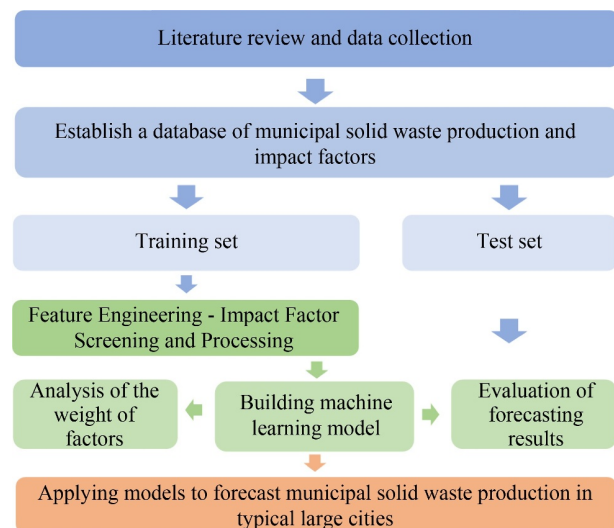 Literature review and data collection
Establish a database of municipal solid waste production and
impact factors
Training set
Test set
Feature Engineering - Impact Factor
Screening and Processing
Analysis of the
weight of
factors
Building machine
learning model
Evaluation of
forecasting
results
Applying models to forecast municipal solid waste production in
typical large cities